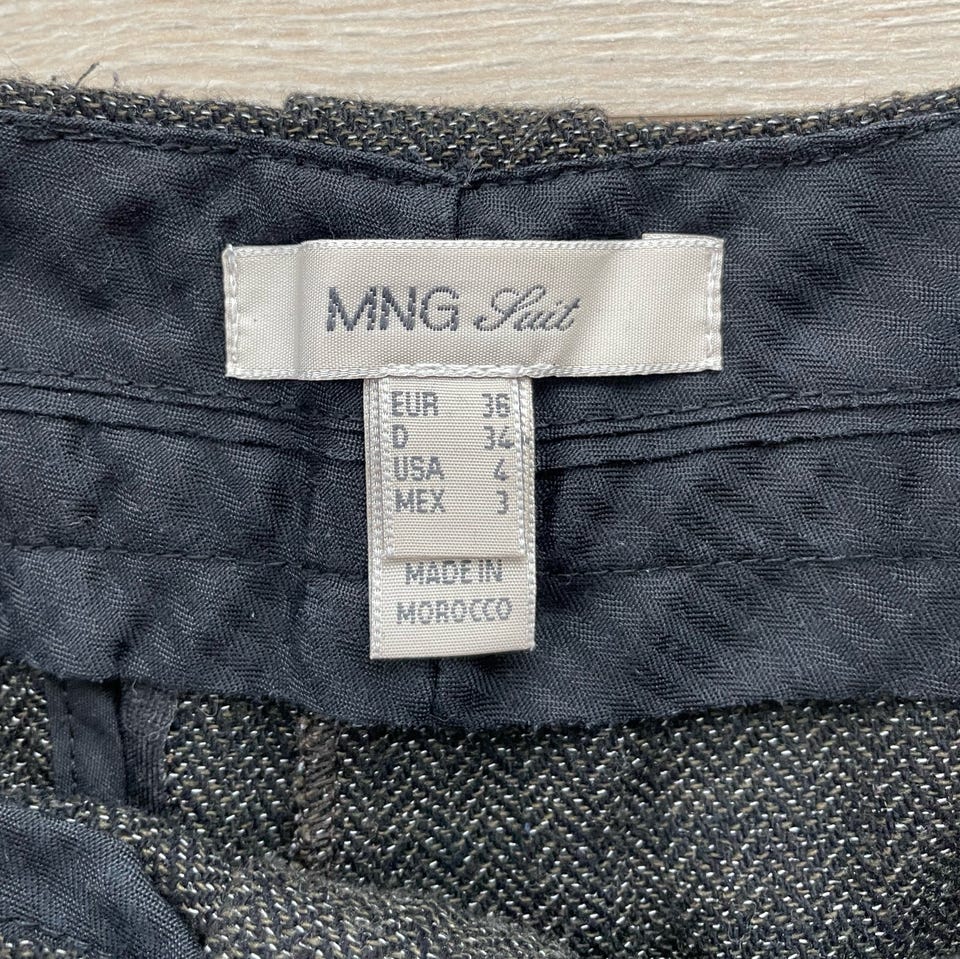 MNG Suit
EUR 36
D 34
USA 4
MEX 3
MADE IN
MOROCCO